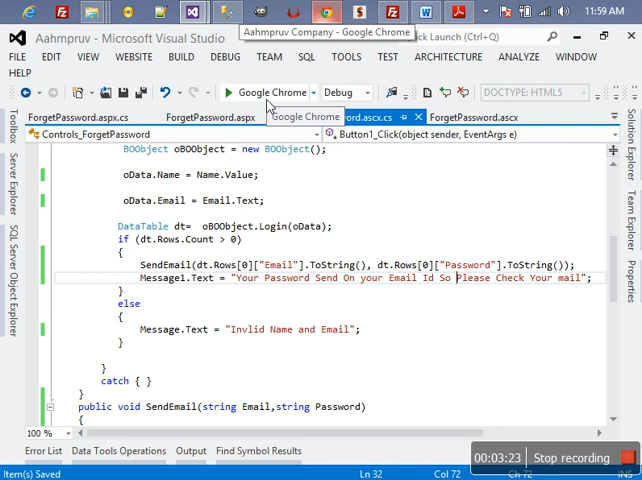 11:59 AM
Aahmpruv Company - Google Chrome
Aahmpruv - Microsoft Visual Studio
k Launch (Ctrl+Q)
FILE EDIT VIEW WEBSITE BUILD DEBUG TEAM SQL TOOLS TEST ARCHITECTURE ANALYZE WINDOW
HELP
Google Chrome Debug DOCTYPE: HTML5
Google Chrome
ForgetPassword.aspx.cs ForgetPassword.aspx word.ascx.cs ForgetPassword.ascx
Controls_ForgetPassword Button1_Click(object sender, EventArgs e)
BOObject oBOObject = new BOObject();
oData.Name = Name.Value;
oData.Email = Email.Text;
DataTable dt= oBOObject.Login(oData);
if (dt.Rows.Count > 0)
{
SendEmail(dt.Rows[0]["Email"].ToString(), dt.Rows[0]["Password"].ToString());
Message1.Text = "Your Password Send On your Email Id So Please Check Your mail";
}
else
{
Message.Text = "Invlid Name and Email";
}
}
catch { }
}
public void SendEmail(string Email,string Password)
{
Toolbox
Server Explorer
SQL Server Object Explorer
Solution Explorer
Properties
100 %
Error List Data Tools Operations Output Find Symbol Results
Item(s) Saved Ln 32 Col 72 Ch 72 INS
00:03:23 Stop recording